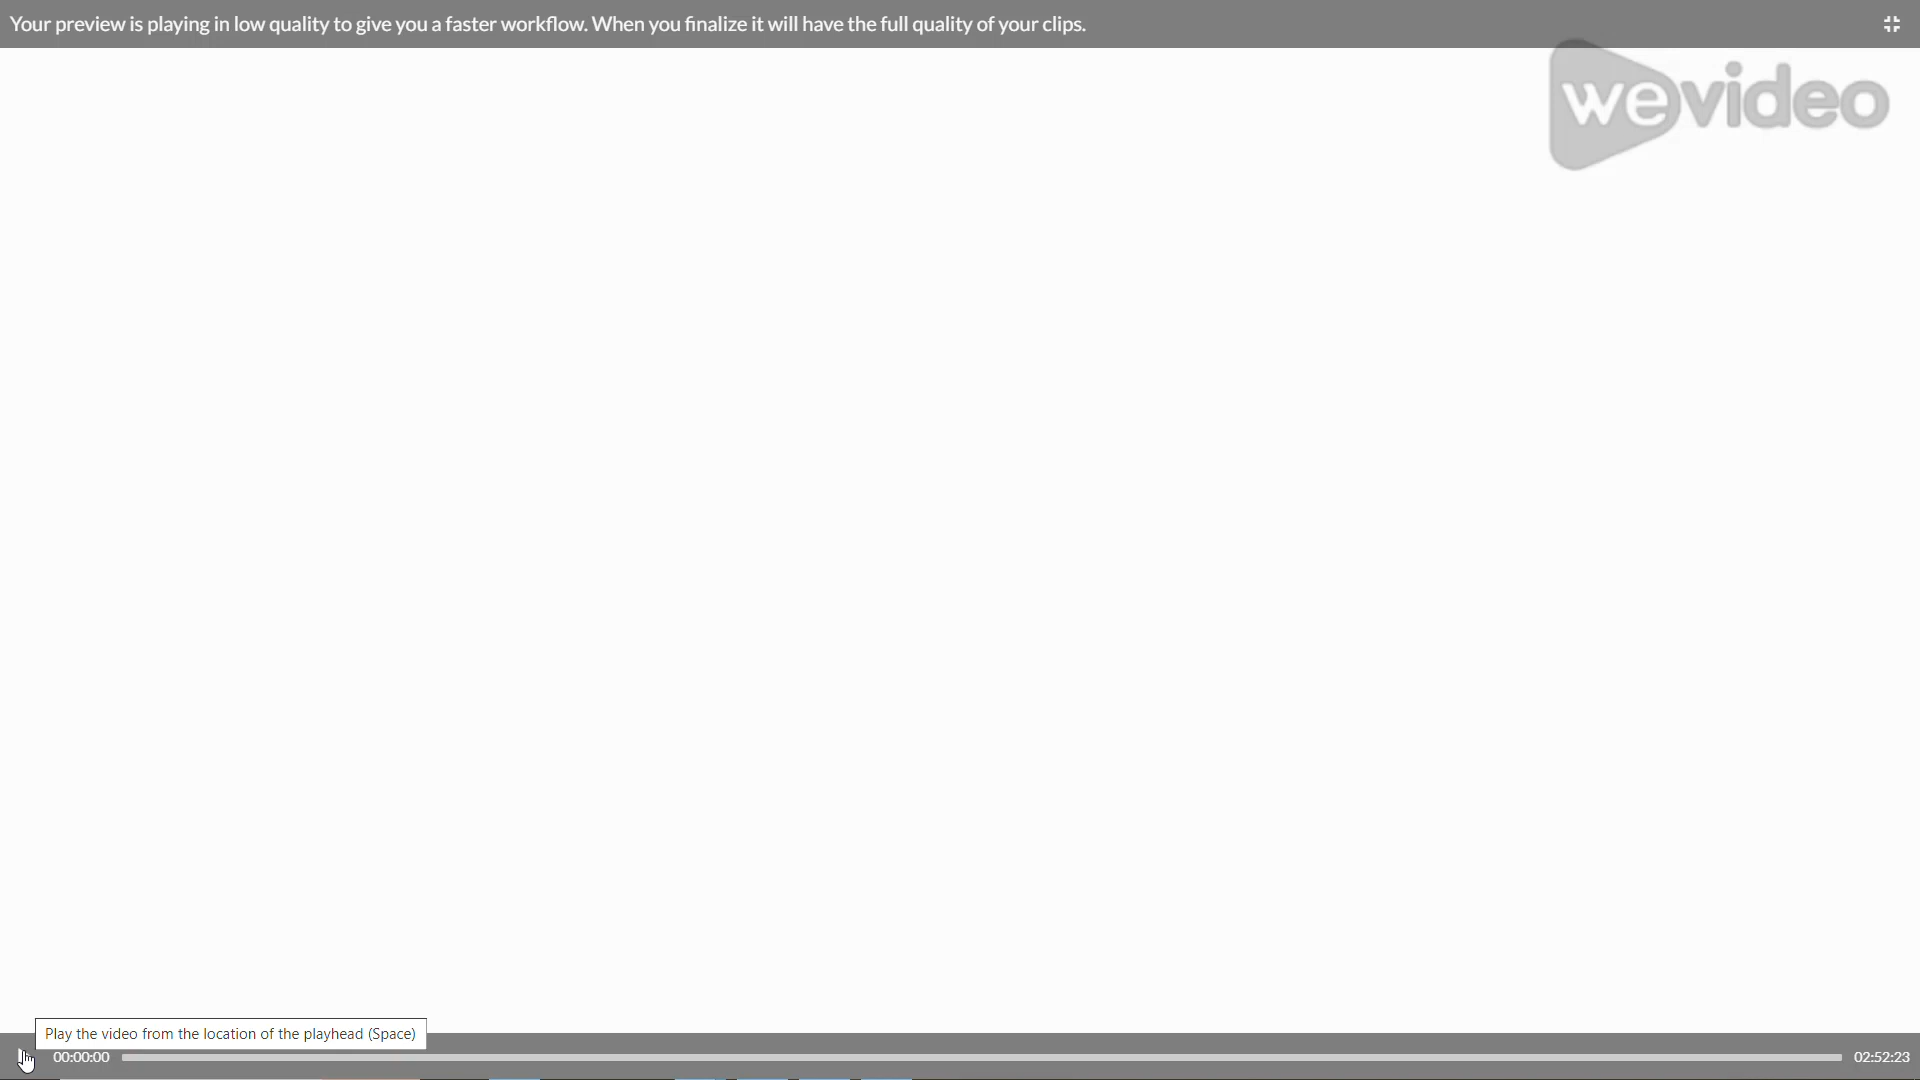 Your preview is playing in low quality to give you a faster workflow. When you finalize it will have the full quality of your clips.
wevideo
Play the video from the location of the playhead (Space)
00:00:00
02:52:23